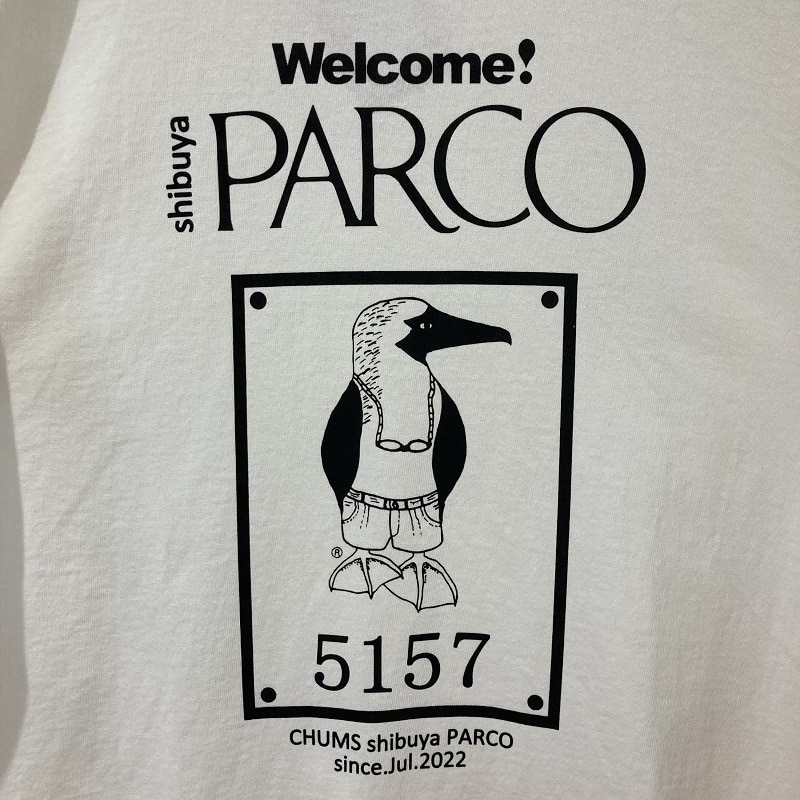 Welcome!
shibuya
PARCO
®
5157
CHUMS shibuya PARCO
since.Jul.2022